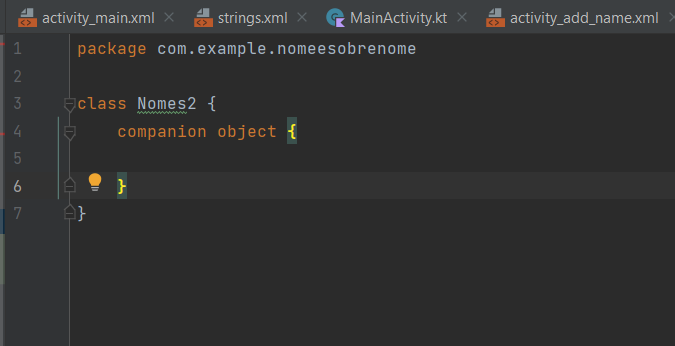 activity_main.xml strings.xml MainActivity.kt activity_add_name.xml
1 package com.example.nomeesobrenome
2
3 class Nomes2 {
4 companion object {
5
6 }
7 }